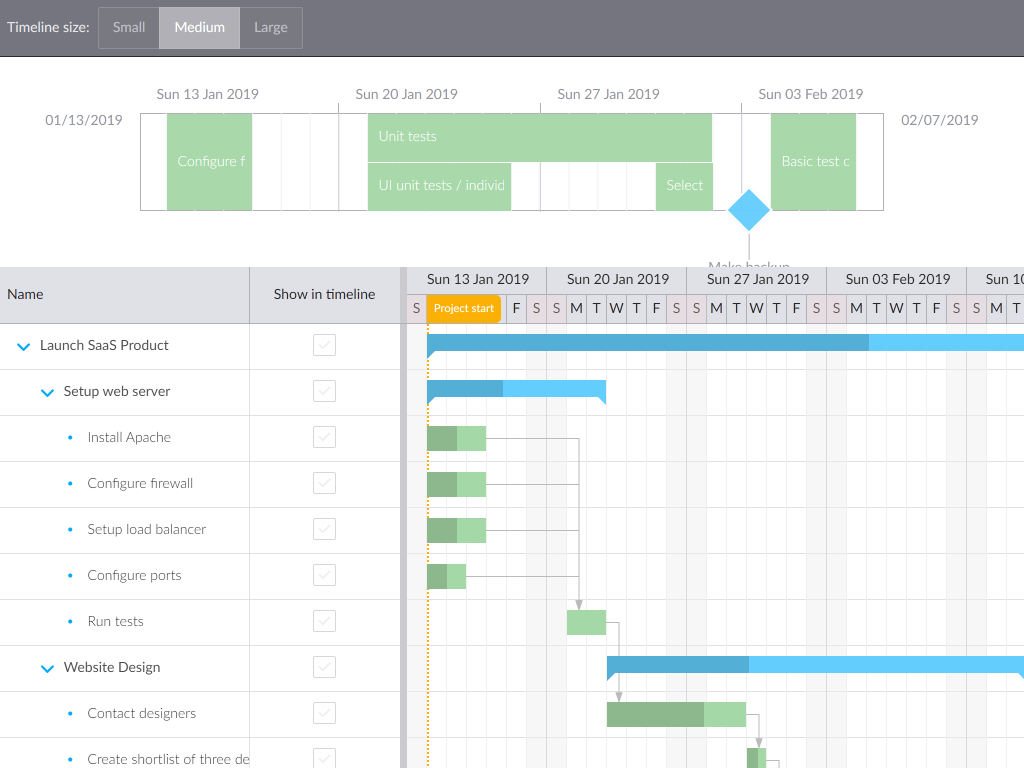 Timeline size: Small Medium Large
Sun 13 Jan 2019 Sun 20 Jan 2019 Sun 27 Jan 2019 Sun 03 Feb 2019
01/13/2019 02/07/2019
Unit tests
Configure f Basic test c
UI unit tests / individ Select
Make backup
Name Show in timeline
Sun 13 Jan 2019 Sun 20 Jan 2019 Sun 27 Jan 2019 Sun 03 Feb 2019 Sun 10
S Project start F S S M T W T F S S M T W T F S S M T W T F S S M T
Launch SaaS Product
Setup web server
Install Apache
Configure firewall
Setup load balancer
Configure ports
Run tests
Website Design
Contact designers
Create shortlist of three de